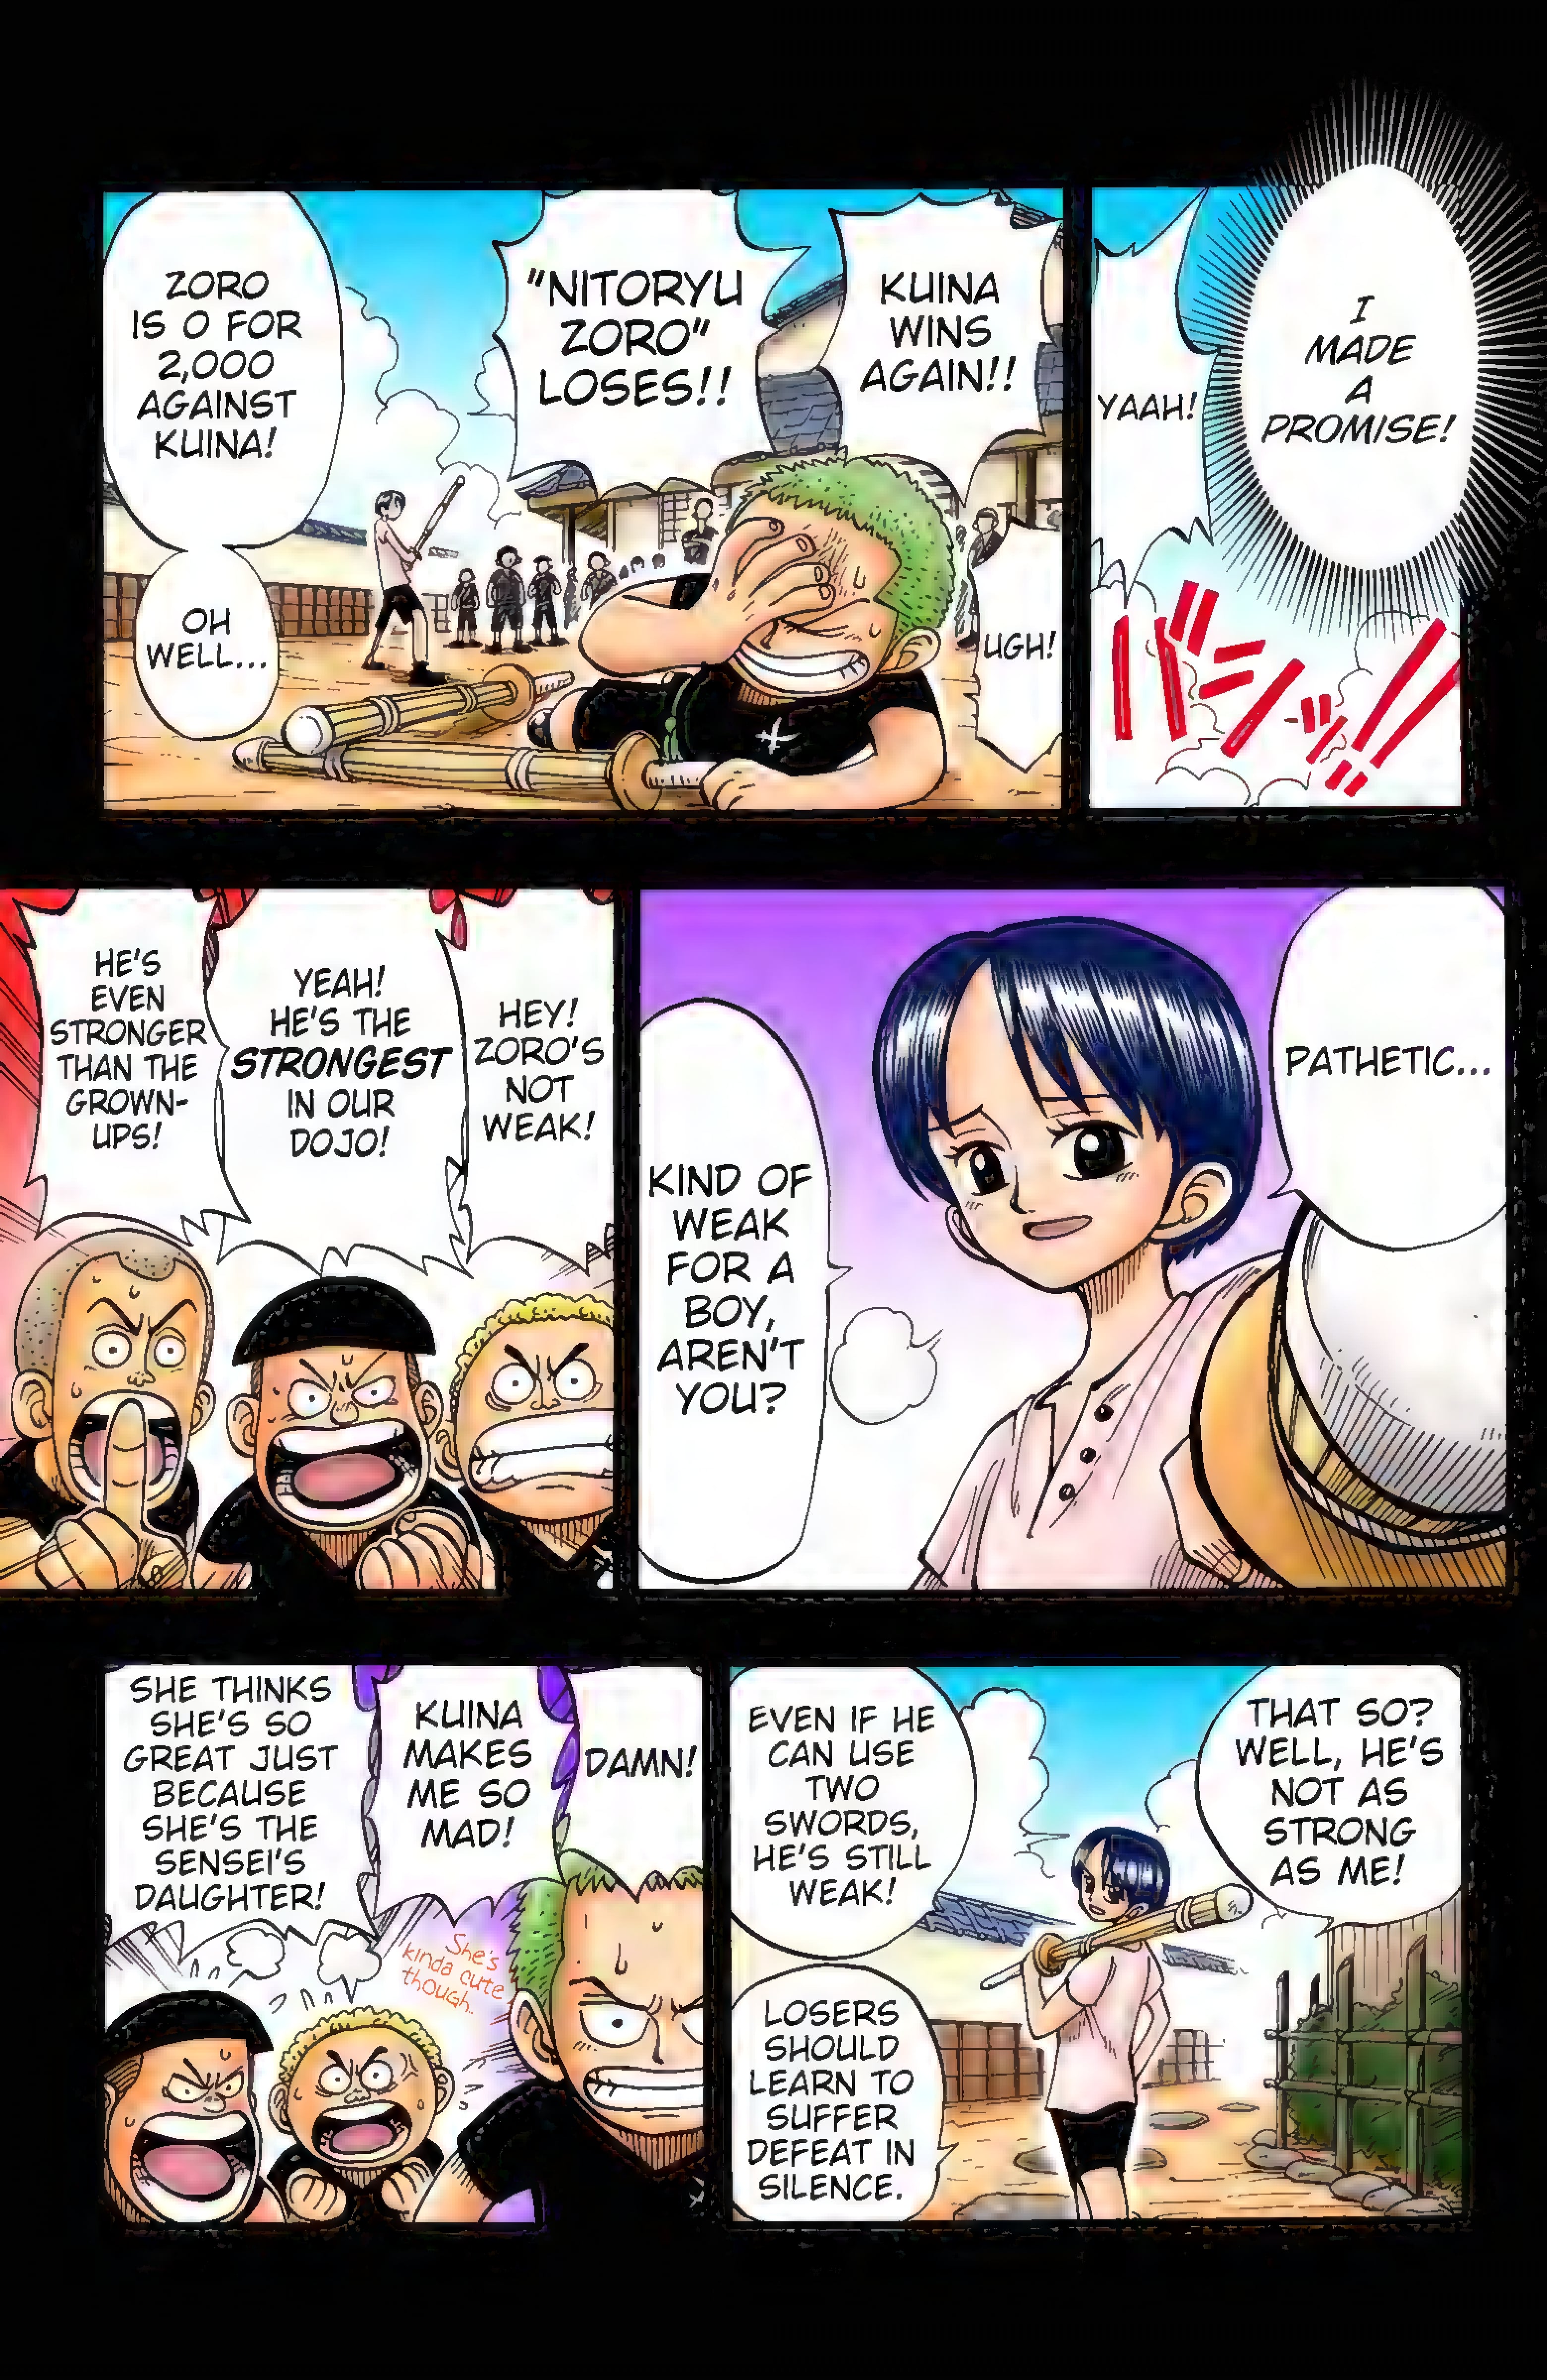 I
MADE
A
PROMISE!
YAAH!
バシッ!!
KUINA
WINS
AGAIN!!
UGH!
"NITORYU
ZORO"
LOSES!!
ZORO
IS 0 FOR
2,000
AGAINST
KUINA!
OH
WELL...
PATHETIC...
KIND OF
WEAK
FOR A
BOY,
AREN'T
YOU?
HEY!
ZORO'S
NOT
WEAK!
YEAH!
HE'S THE
STRONGEST
IN OUR
DOJO!
HE'S
EVEN
STRONGER
THAN THE
GROWN-
UPS!
THAT SO?
WELL, HE'S
NOT AS
STRONG
AS ME!
EVEN IF HE
CAN USE
TWO
SWORDS,
HE'S STILL
WEAK!
LOSERS
SHOULD
LEARN TO
SUFFER
DEFEAT IN
SILENCE.
DAMN!
KUINA
MAKES
ME SO
MAD!
She's
kinda cute
though..
SHE THINKS
SHE'S SO
GREAT JUST
BECAUSE
SHE'S THE
SENSEI'S
DAUGHTER!